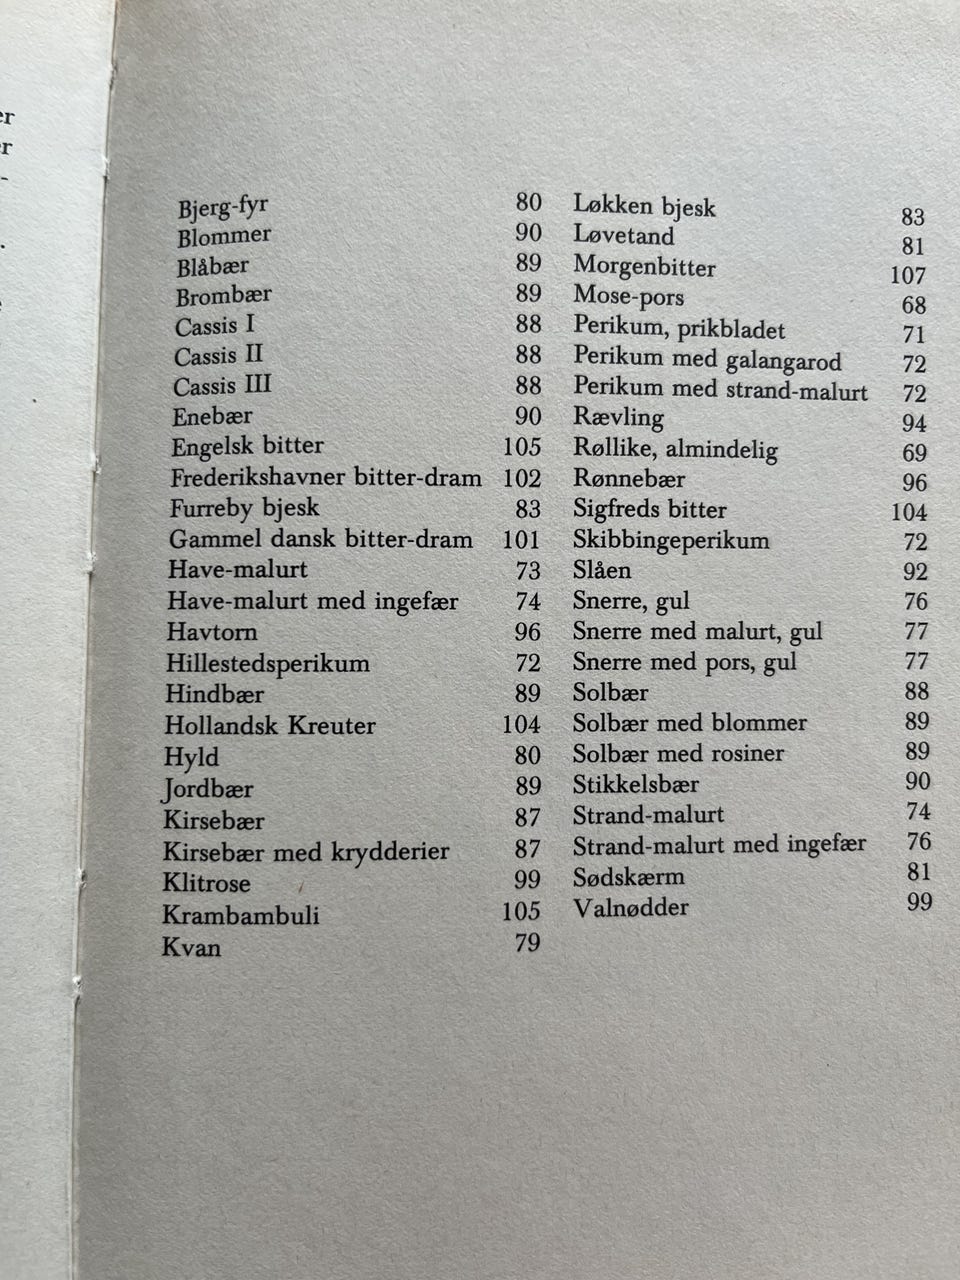 er
er
-
.
Bjerg-fyr 80
Blommer 90
Blåbær 89
Brombær 89
Cassis I 88
Cassis II 88
Cassis III 88
Enebær 90
Engelsk bitter 105
Frederikshavner bitter-dram 102
Furreby bjesk 83
Gammel dansk bitter-dram 101
Have-malurt 73
Have-malurt med ingefær 74
Havtorn 96
Hillestedsperikum 72
Hindbær 89
Hollandsk Kreuter 104
Hyld 80
Jordbær 89
Kirsebær 87
Kirsebær med krydderier 87
Klitrose 99
Krambambuli 105
Kvan 79
Løkken bjesk 83
Løvetand 81
Morgenbitter 107
Mose-pors 68
Perikum, prikbladet 71
Perikum med galangarod 72
Perikum med strand-malurt 72
Rævling 94
Røllike, almindelig 69
Rønnebær 96
Sigfreds bitter 104
Skibbingeperikum 72
Slåen 92
Snerre, gul 76
Snerre med malurt, gul 77
Snerre med pors, gul 77
Solbær 88
Solbær med blommer 89
Solbær med rosiner 89
Stikkelsbær 90
Strand-malurt 74
Strand-malurt med ingefær 76
Sødskærm 81
Valnødder 99